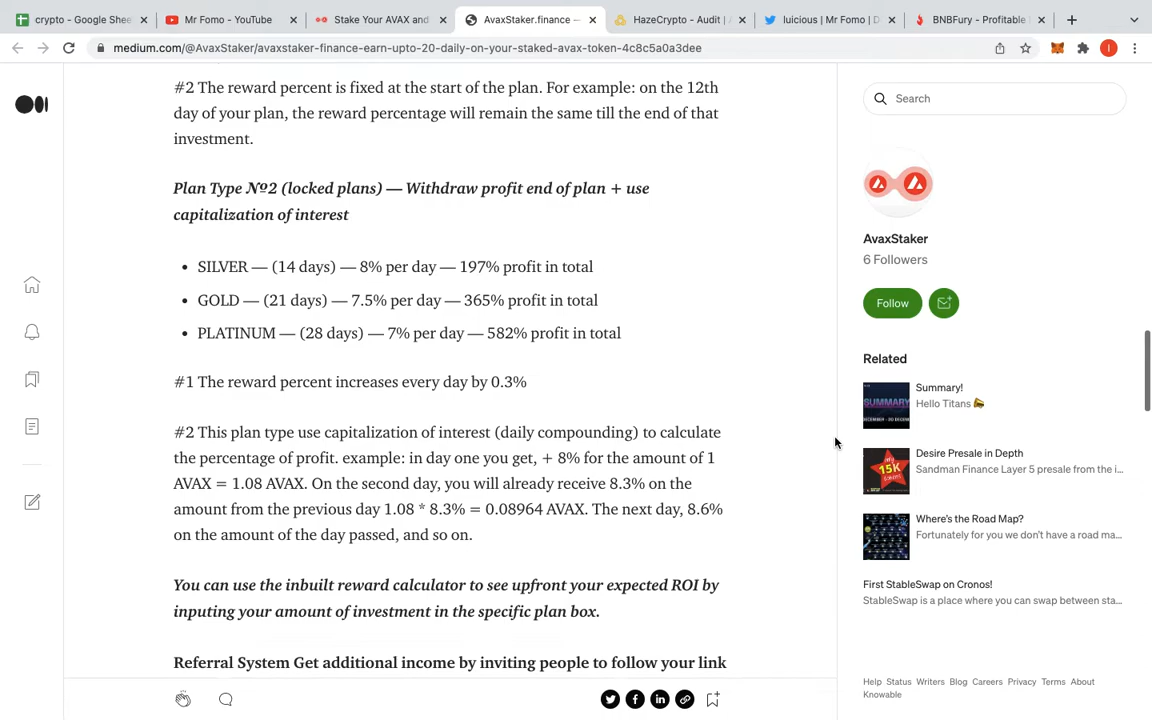 crypto - Google Shee
Mr Fomo - YouTube
Stake Your AVAX and
AvaxStaker.finance —
HazeCrypto - Audit | A
luicious | Mr Fomo | D
BNBFury - Profitable
medium.com/@AvaxStaker/avaxstaker-finance-earn-upto-20-daily-on-your-staked-avax-token-4c8c5a0a3dee
I
#2 The reward percent is fixed at the start of the plan. For example: on the 12th
day of your plan, the reward percentage will remain the same till the end of that
investment.
Plan Type №2 (locked plans) — Withdraw profit end of plan + use
capitalization of interest
• SILVER — (14 days) — 8% per day — 197% profit in total
• GOLD — (21 days) — 7.5% per day — 365% profit in total
• PLATINUM — (28 days) — 7% per day — 582% profit in total
#1 The reward percent increases every day by 0.3%
#2 This plan type use capitalization of interest (daily compounding) to calculate
the percentage of profit. example: in day one you get, + 8% for the amount of 1
AVAX = 1.08 AVAX. On the second day, you will already receive 8.3% on the
amount from the previous day 1.08 * 8.3% = 0.08964 AVAX. The next day, 8.6%
on the amount of the day passed, and so on.
You can use the inbuilt reward calculator to see upfront your expected ROI by
inputing your amount of investment in the specific plan box.
Referral System Get additional income by inviting people to follow your link
Search
AvaxStaker
6 Followers
Follow
Related
Summary!
Hello Titans
SUMMARY
Desire Presale in Depth
Sandman Finance Layer 5 presale from the i...
15K
Where's the Road Map?
Fortunately for you we don't have a road ma...
First StableSwap on Cronos!
StableSwap is a place where you can swap between sta...
Help Status Writers Blog Careers Privacy Terms About
Knowable